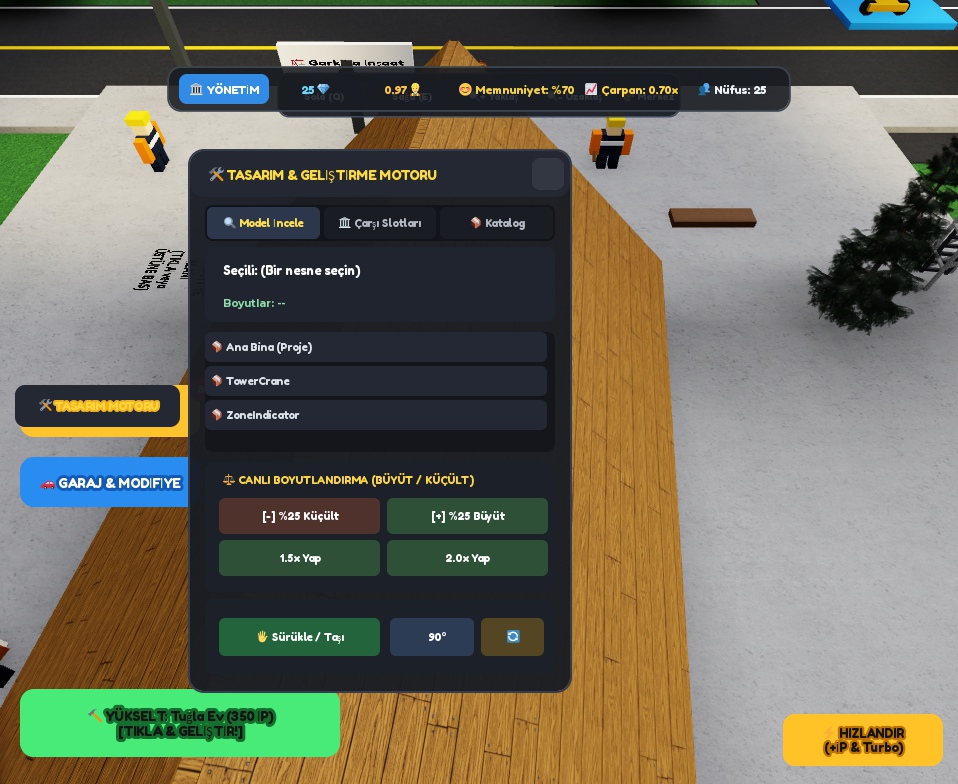 YÖNETİM
25
0.97
Memnuniyet: %70
Çarpan: 0.70x
Nüfus: 25
TASARIM & GELİŞTİRME MOTORU
Model İncele
Çarşı Slotları
Katalog
Seçili: (Bir nesne seçin)
Boyutlar: --
Ana Bina (Proje)
TowerCrane
ZoneIndicator
TASARIM MOTORU
GARAJ & MODİFİYE
CANLI BOYUTLANDIRMA (BÜYÜT / KÜÇÜLT)
[-] %25 Küçült
[+] %25 Büyüt
1.5x Yap
2.0x Yap
Sürükle / Taşı
90°
YÜKSELT: Tuğla Ev (350 İP)
[TIKLA & GELİŞTİR!]
HIZLANDIR
(+İP & Turbo)